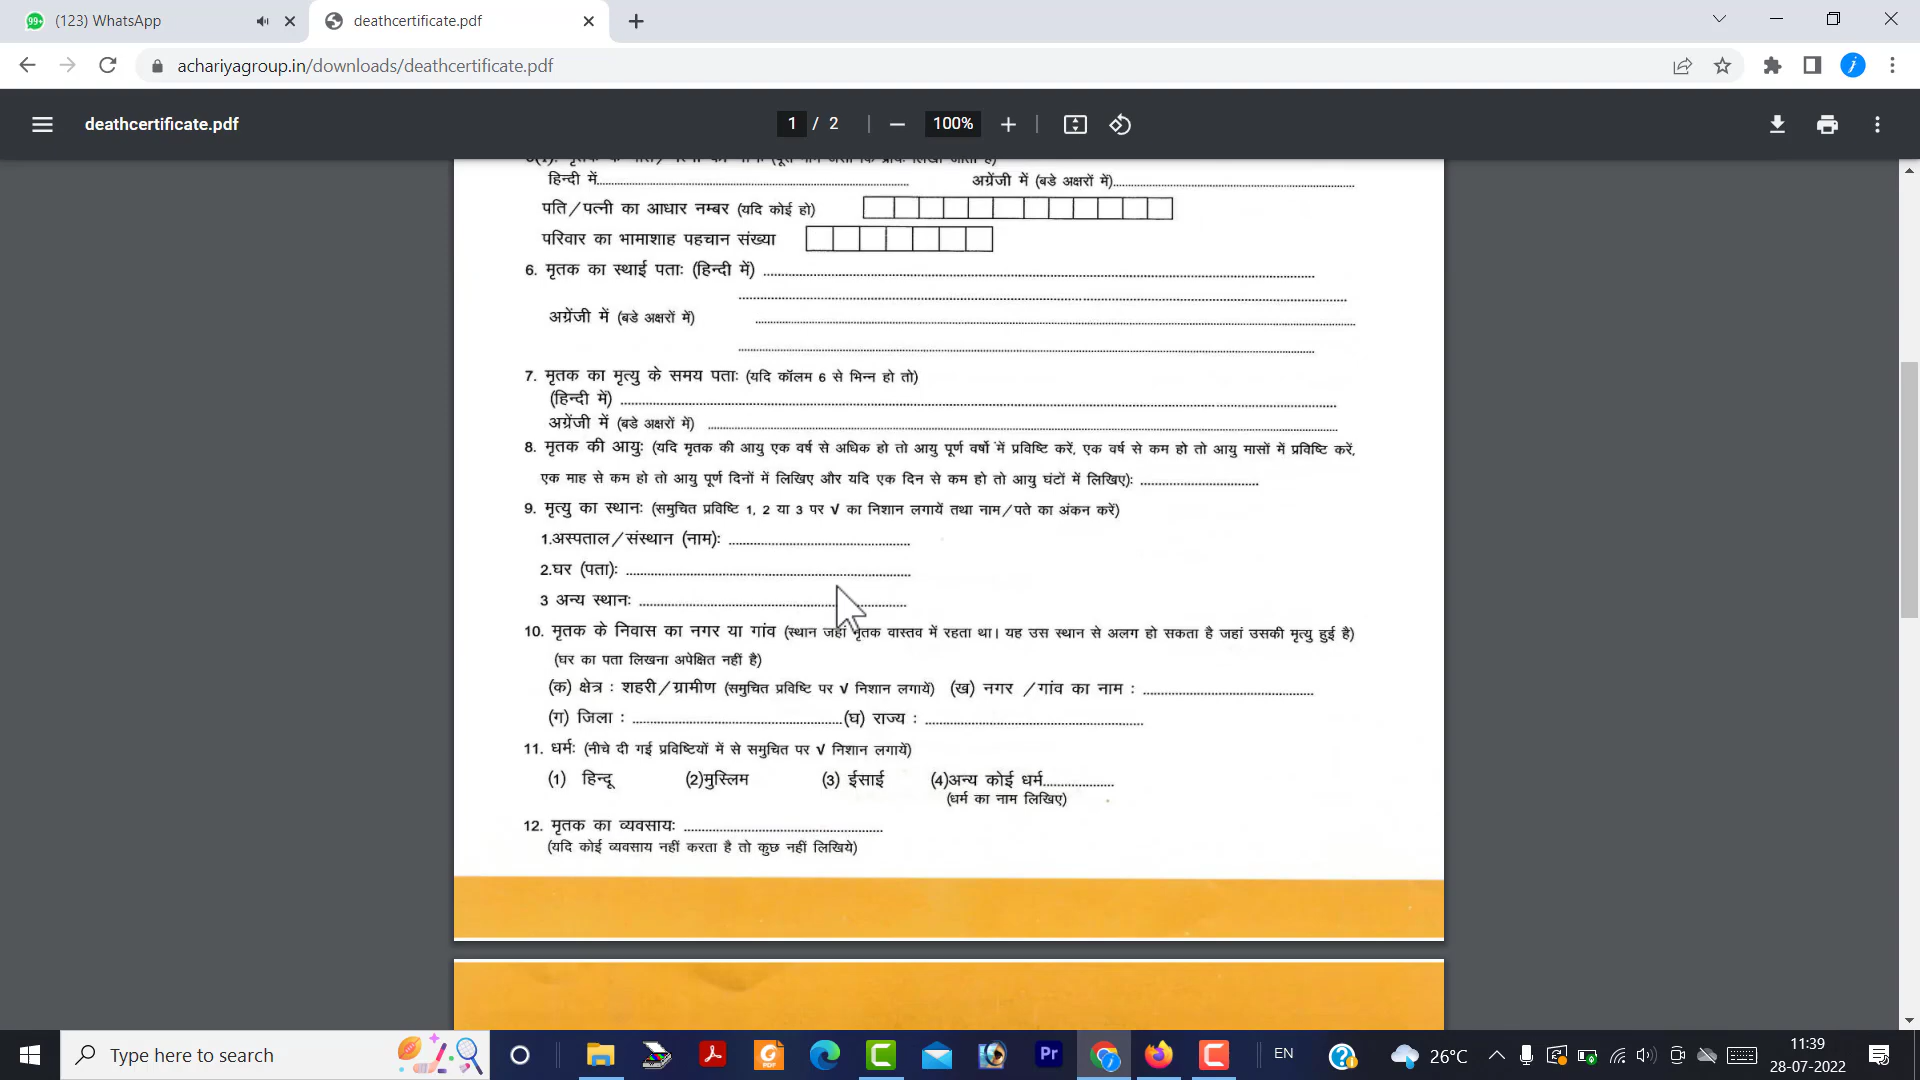 (123) WhatsApp
deathcertificate.pdf
achariyagroup.in/downloads/deathcertificate.pdf
deathcertificate.pdf
1 / 2
100%
हिन्दी में........ अग्रेंजी में (बडे अक्षरों में)........
पति/पत्नी का आधार नम्बर (यदि कोई हो)
परिवार का भामाशाह पहचान संख्या
6. मृतक का स्थाई पताः (हिन्दी में) ........
अग्रेंजी में (बडे अक्षरों में) ........
7. मृतक का मृत्यु के समय पताः (यदि कॉलम 6 से भिन्न हो तो)
(हिन्दी में) ........
अग्रेंजी में (बडे अक्षरों में) ........
8. मृतक की आयुः (यदि मृतक की आयु एक वर्ष से अधिक हो तो आयु पूर्ण वर्षो में प्रविष्टि करें, एक वर्ष से कम हो तो आयु मासों में प्रविष्टि करें,
एक माह से कम हो तो आयु पूर्ण दिनों में लिखिए और यदि एक दिन से कम हो तो आयु घंटों में लिखिए): ........
9. मृत्यु का स्थानः (समुचित प्रविष्टि 1, 2 या 3 पर √ का निशान लगायें तथा नाम/पते का अंकन करें)
1.अस्पताल/संस्थान (नाम): ........
2.घर (पता): ........
3 अन्य स्थानः ........
10. मृतक के निवास का नगर या गांव (स्थान जहां मृतक वास्तव में रहता था। यह उस स्थान से अलग हो सकता है जहां उसकी मृत्यु हुई है)
(घर का पता लिखना अपेक्षित नहीं है)
(क) क्षेत्र : शहरी/ग्रामीण (समुचित प्रविष्टि पर √ निशान लगायें) (ख) नगर /गांव का नाम : ........
(ग) जिला : ........(घ) राज्य : ........
11. धर्मः (नीचे दी गई प्रविष्टियों में से समुचित पर √ निशान लगायें)
(1) हिन्दू (2)मुस्लिम (3) ईसाई (4)अन्य कोई धर्म........
(धर्म का नाम लिखिए)
12. मृतक का व्यवसायः ........
(यदि कोई व्यवसाय नहीं करता है तो कुछ नहीं लिखिये)
Type here to search
Pr
EN
26°C
11:39
28-07-2022